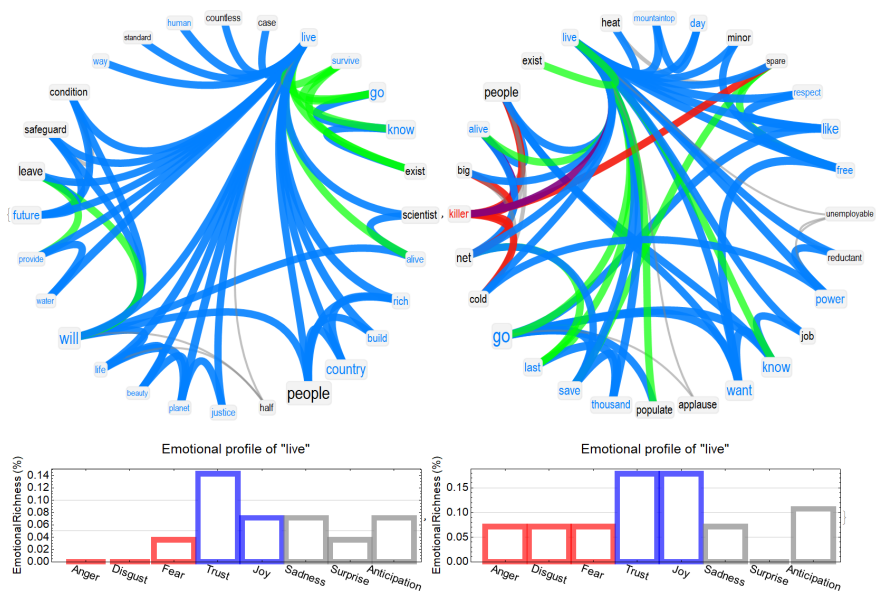 case
countless
human
standard
way
condition
safeguard
leave
{
future
provide
water
will
life
beauty
planet
justice
half
people
country
build
rich
alive
scientist
exist
know
go
survive
live
,
heat
mountaintop
day
minor
spare
respect
like
free
unemployable
reductant
power
job
know
want
applause
populate
thousand
save
last
go
cold
net
killer
big
alive
people
exist
live
Emotional profile of "live"
Emotional Richness (%)
0.14
0.12
0.10
0.08
0.06
0.04
0.02
0.00
Anger Disgust Fear Trust Joy Sadness Surprise Anticipation
,
Emotional profile of "live"
Emotional Richness (%)
0.15
0.10
0.05
0.00
Anger Disgust Fear Trust Joy Sadness Surprise Anticipation
}